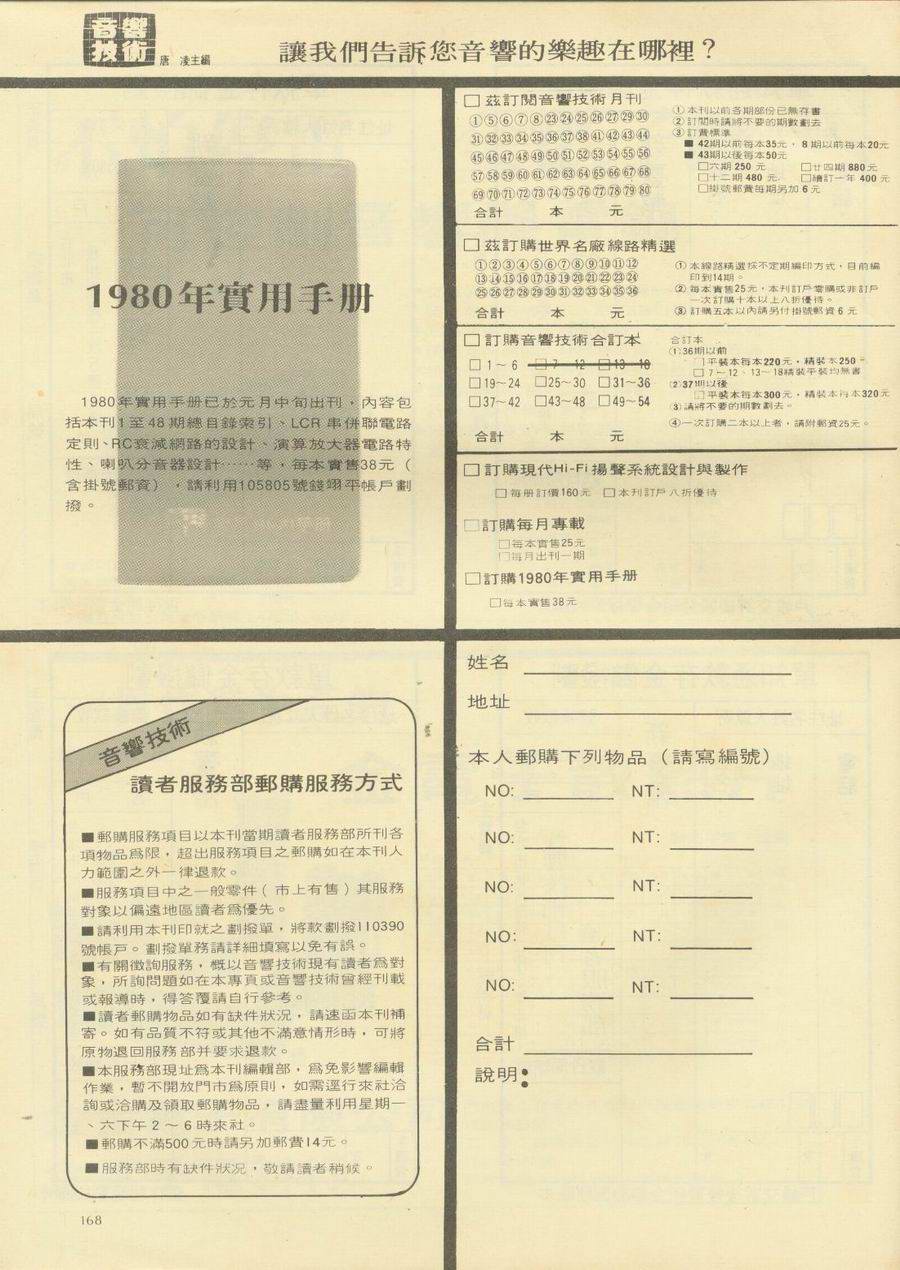 音響
技術
唐 凌主編
讓我們告訴您音響的樂趣在哪裡？
1980年實用手册
1980年實用手册已於元月中旬出刊，內容包
括本刊1至48期總目錄索引、LCR串併聯電路
定則、RC衰減網路的設計、演算放大器電路特
性、喇叭分音器設計……等，每本實售38元（
含掛號郵資），請利用105805號錢翊平帳戶劃
撥。
□ 茲訂閱音響技術月刊
①⑤⑥⑦⑧㉓㉔㉕㉖㉗㉙㉚
㉛㉜㉝㉞㉟㊱㊲㊳㊶㊷㊸㊹
㊺㊻㊼㊽㊾㊿51 52 53 54 55 56
57 58 59 60 61 62 63 64 65 66 67 68
69 70 71 72 73 74 75 76 77 78 79 80
合計 本 元
①本刊以前各期部份已無存書
②訂閱時請將不要的期數劃去
③訂費標準
■ 42期以前每本35元，8期以前每本20元
■ 43期以後每本50元
□六期 250 元 □廿四期 880 元
□十二期 480 元 □續訂一年 400 元
□掛號郵費每期另加 6 元
□ 茲訂購世界名廠線路精選
①②③④⑤⑥⑦⑧⑨⑩⑪⑫
⑬⑭⑮⑯⑰⑱⑲⑳㉑㉒㉓㉔
㉕㉖㉗㉘㉙㉚㉛㉜㉝㉞㉟㊱
合計 本 元
①本線路精選採不定期編印方式，目前編
印到14期。
②每本實售25元，本刊訂戶零購或非訂戶
一次訂購十本以上八折優待。
③訂購五本以內請另付掛號郵資 6 元
□ 訂購音響技術合訂本
□ 1～6 □ 7－12 □ 13－18
□19～24 □25～30 □31～36
□37～42 □43～48 □49～54
合計 本 元
合訂本
(1)36期以前
□平裝本每本220元，精裝本250
□ 7～12、13～18精裝平裝均無書
(2)37期以後
□平裝本每本300元，精裝本每本320元
(3)請將不要的期數劃去。
④一次訂購二本以上者，請附郵資25元。
□ 訂購現代Hi-Fi揚聲系統設計與製作
□每册訂價160元 □本刊訂戶八折優待
□訂購每月專載
□每本實售25元
□每月出刊一期
□訂購1980年實用手册
□每本實售38元
音響技術
讀者服務部郵購服務方式
■郵購服務項目以本刊當期讀者服務部所刊各
項物品爲限，超出服務項目之郵購如在本刊人
力範圍之外一律退款。
■服務項目中之一般零件（市上有售）其服務
對象以偏遠地區讀者爲優先。
■請利用本刊印就之劃撥單，將款劃撥110390
號帳戶。劃撥單務請詳細填寫以免有誤。
■有關徵詢服務，概以音響技術現有讀者爲對
象，所詢問題如在本專頁或音響技術曾經刊載
或報導時，得答覆請自行參考。
■讀者郵購物品如有缺件狀況，請速函本刊補
寄。如有品質不符或其他不滿意情形時，可將
原物退回服務部并要求退款。
■本服務部現址爲本刊編輯部，爲免影響編輯
作業，暫不開放門市爲原則，如需逕行來社洽
詢或洽購及領取郵購物品，請盡量利用星期一
、六下午 2 ～ 6 時來社。
■郵購不滿500元時請另加郵費14元。
■服務部時有缺件狀況，敬請讀者稍候。
168
姓名
地址
本人郵購下列物品（請寫編號）
NO: NT:
NO: NT:
NO: NT:
NO: NT:
NO: NT:
合計
說明：